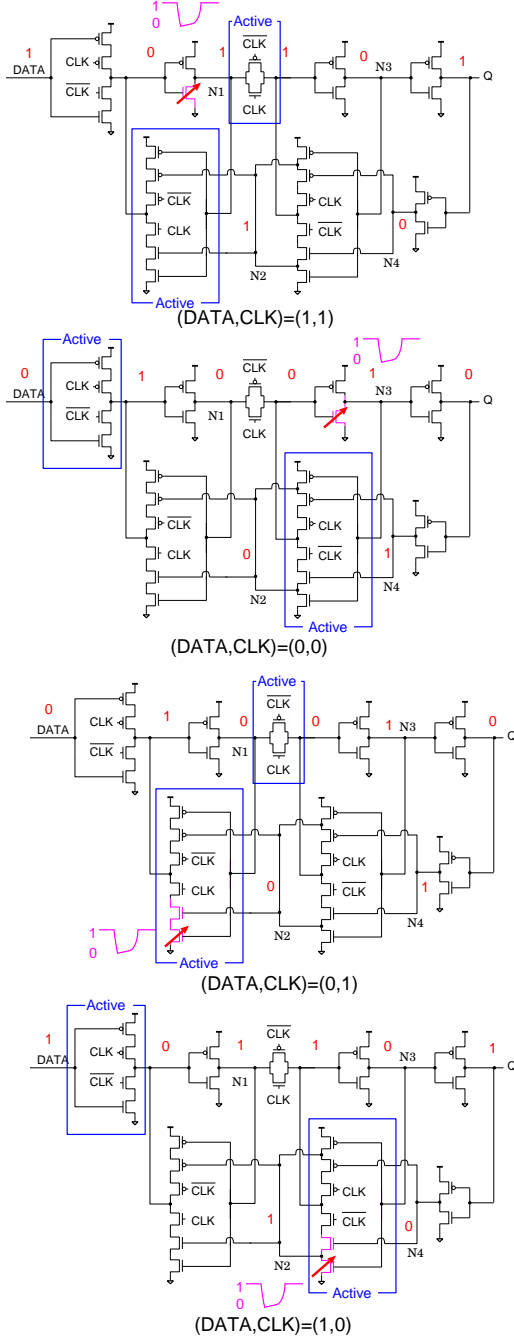 1
0
Active
CLK
1
DATA
CLK
CLK
0
1
N1
CLK
1
0
N3
1
Q
CLK
CLK
1
N2
CLK
CLK
0
N4
Active
(DATA,CLK)=(1,1)
Active
0
DATA
CLK
CLK
1
0
N1
CLK
CLK
0
1
0
1
N3
0
Q
CLK
CLK
0
N2
CLK
CLK
1
N4
Active
(DATA,CLK)=(0,0)
Active
0
DATA
CLK
CLK
1
0
N1
CLK
CLK
0
1
N3
0
Q
CLK
CLK
0
N2
CLK
CLK
1
N4
1
0
Active
(DATA,CLK)=(0,1)
Active
1
DATA
CLK
CLK
0
1
N1
CLK
CLK
1
0
N3
1
Q
CLK
CLK
1
N2
CLK
CLK
0
N4
1
0
Active
(DATA,CLK)=(1,0)